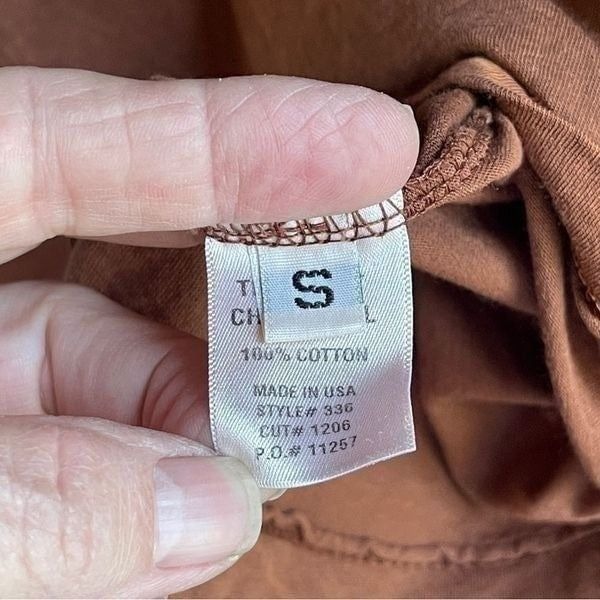 S
100% COTTON
MADE IN USA
STYLE# 336
CUT# 1206
P.O.# 11257